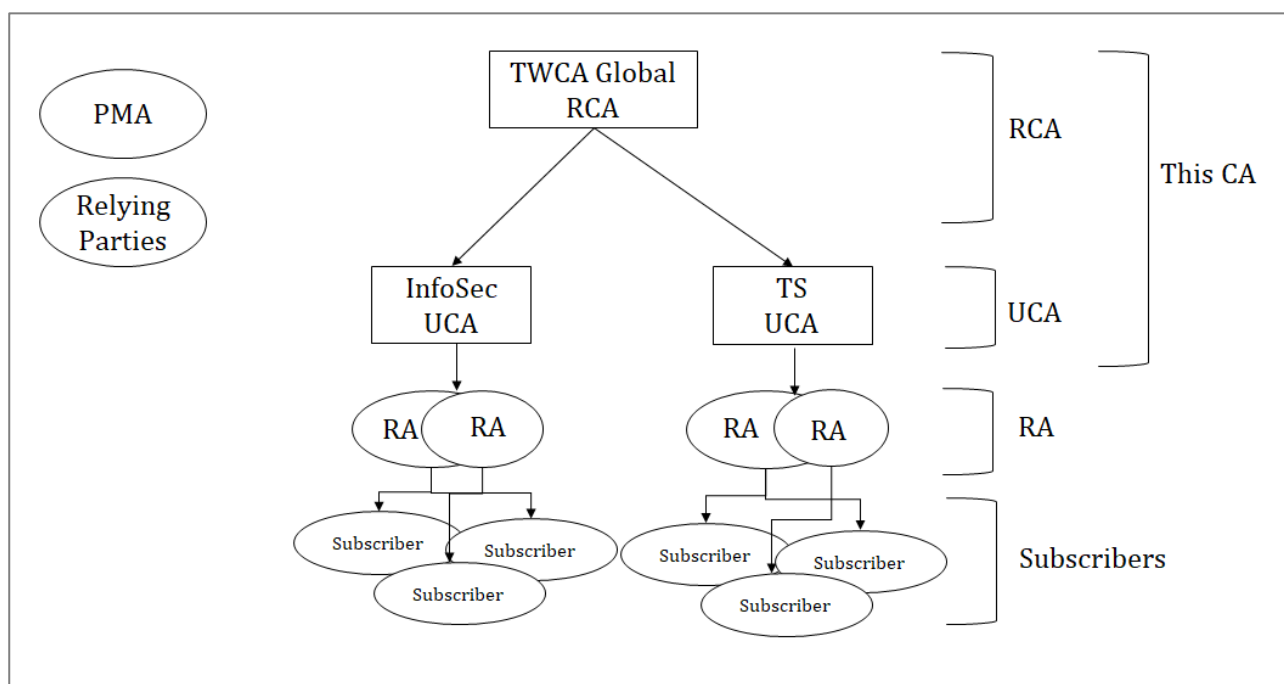 TWCA Global
RCA
PMA
RCA
This CA
Relying
Parties
InfoSec
UCA
TS
UCA
UCA
RA
RA
RA
RA
RA
Subscriber
Subscriber
Subscriber
Subscriber
Subscriber
Subscriber
Subscribers